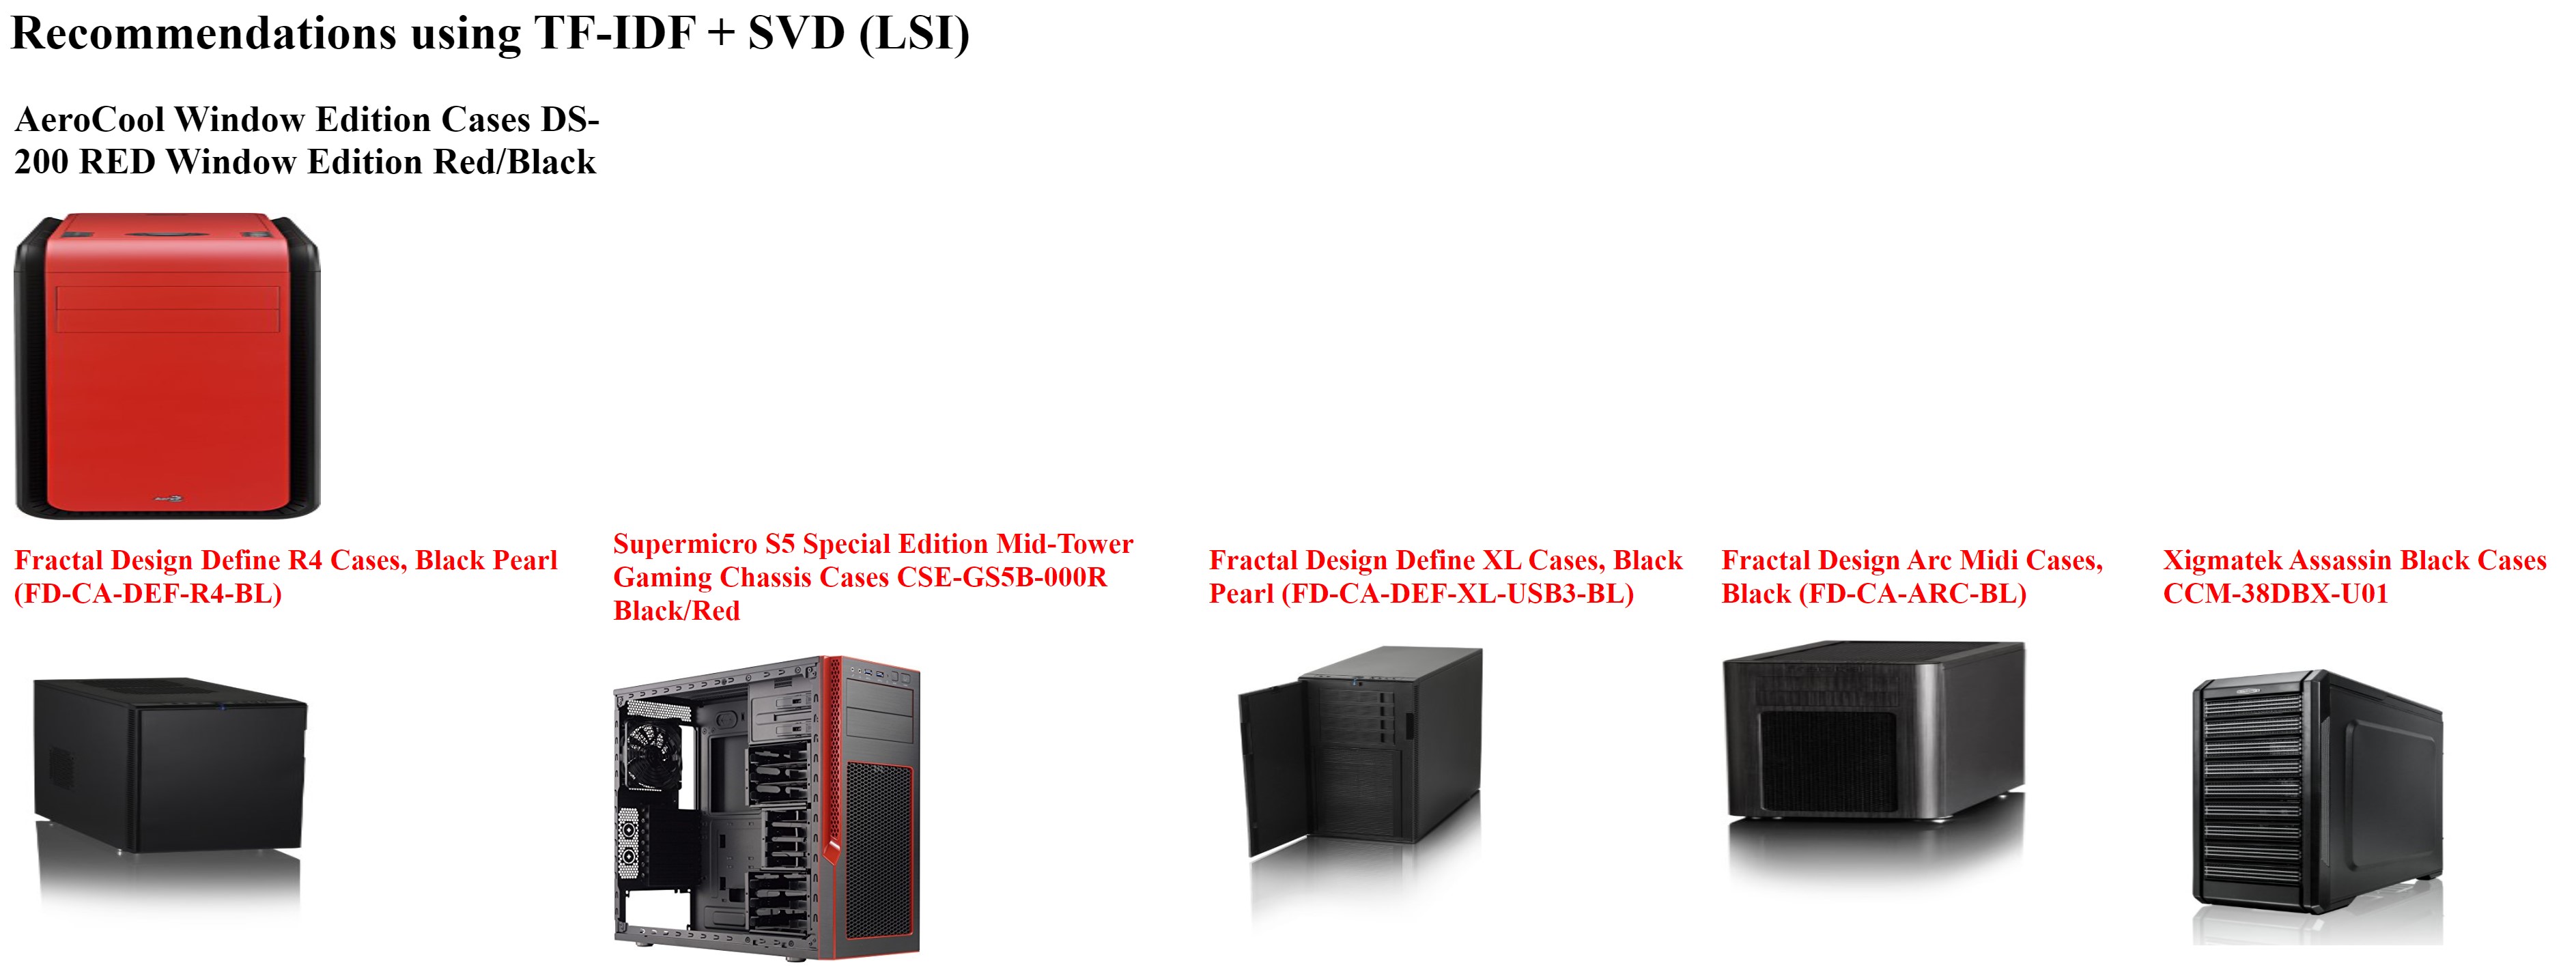 Recommendations using TF-IDF + SVD (LSI)
AeroCool Window Edition Cases DS-
200 RED Window Edition Red/Black
Fractal Design Define R4 Cases, Black Pearl
(FD-CA-DEF-R4-BL)
Supermicro S5 Special Edition Mid-Tower
Gaming Chassis Cases CSE-GS5B-000R
Black/Red
Fractal Design Define XL Cases, Black
Pearl (FD-CA-DEF-XL-USB3-BL)
Fractal Design Arc Midi Cases,
Black (FD-CA-ARC-BL)
Xigmatek Assassin Black Cases
CCM-38DBX-U01